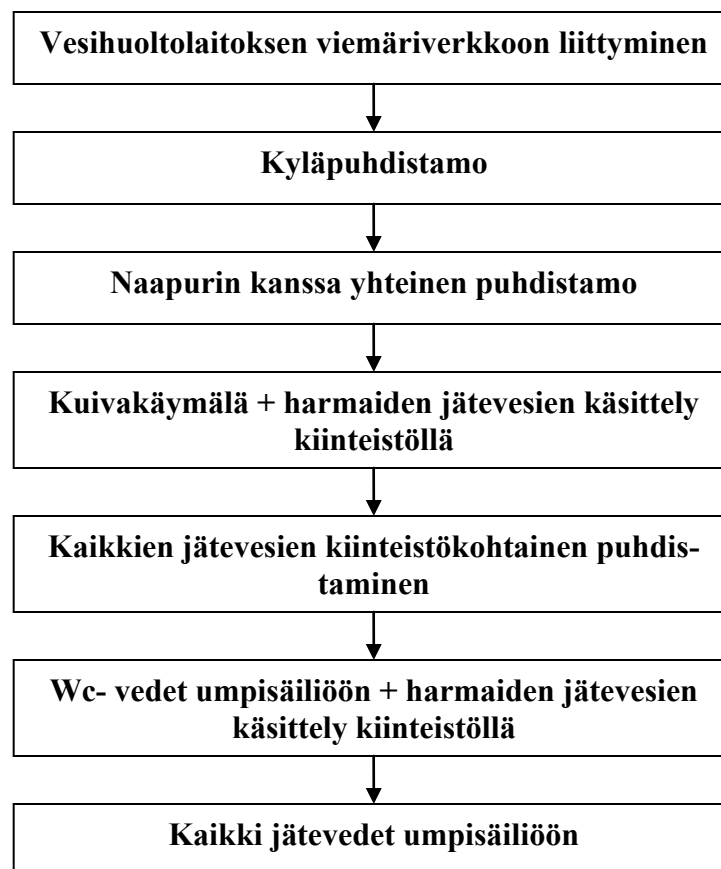 Vesihuoltolaitoksen viemäriverkkoon liittyminen
Kyläpuhdistamo
Naapurin kanssa yhteinen puhdistamo
Kuivakäymälä + harmaiden jätevesien käsittely
kiinteistöllä
Kaikkien jätevesien kiinteistökohtainen puhdis-
taminen
Wc- vedet umpisäiliöön + harmaiden jätevesien
käsittely kiinteistöllä
Kaikki jätevedet umpisäiliöön